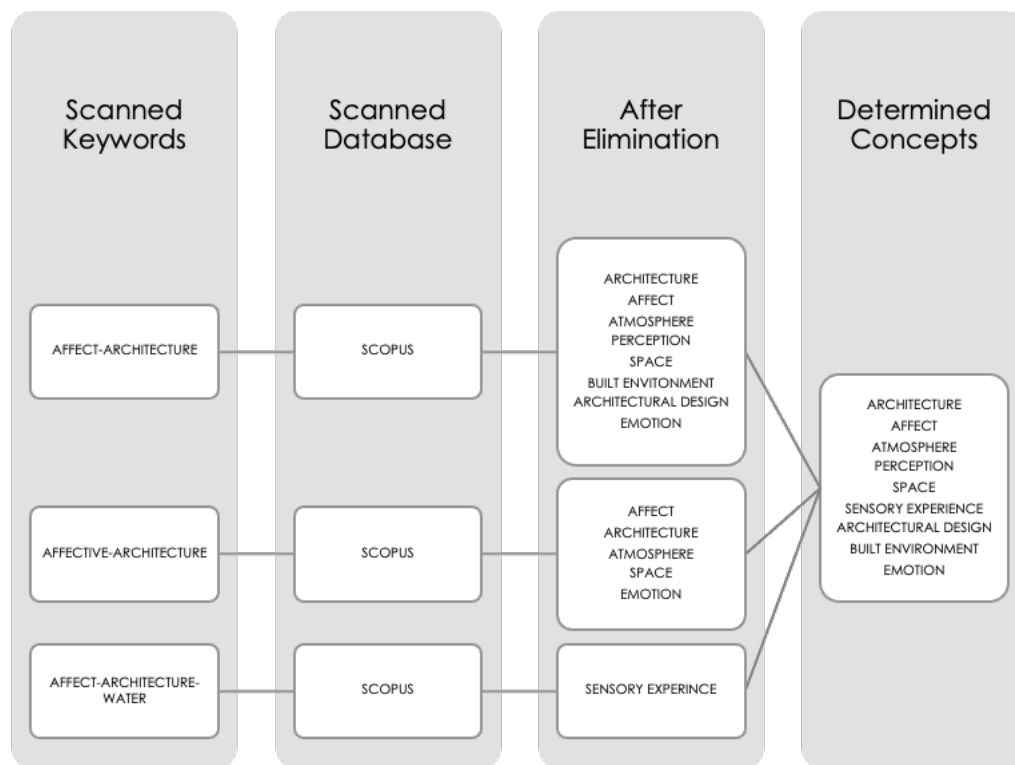 Scanned
Keywords
Scanned
Database
After
Elimination
Determined
Concepts
AFFECT-ARCHITECTURE
SCOPUS
ARCHITECTURE
AFFECT
ATMOSPHERE
PERCEPTION
SPACE
BUILT ENVITONMENT
ARCHITECTURAL DESIGN
EMOTION
AFFECTIVE-ARCHITECTURE
SCOPUS
AFFECT
ARCHITECTURE
ATMOSPHERE
SPACE
EMOTION
AFFECT-ARCHITECTURE-
WATER
SCOPUS
SENSORY EXPERINCE
ARCHITECTURE
AFFECT
ATMOSPHERE
PERCEPTION
SPACE
SENSORY EXPERIENCE
ARCHITECTURAL DESIGN
BUILT ENVIRONMENT
EMOTION